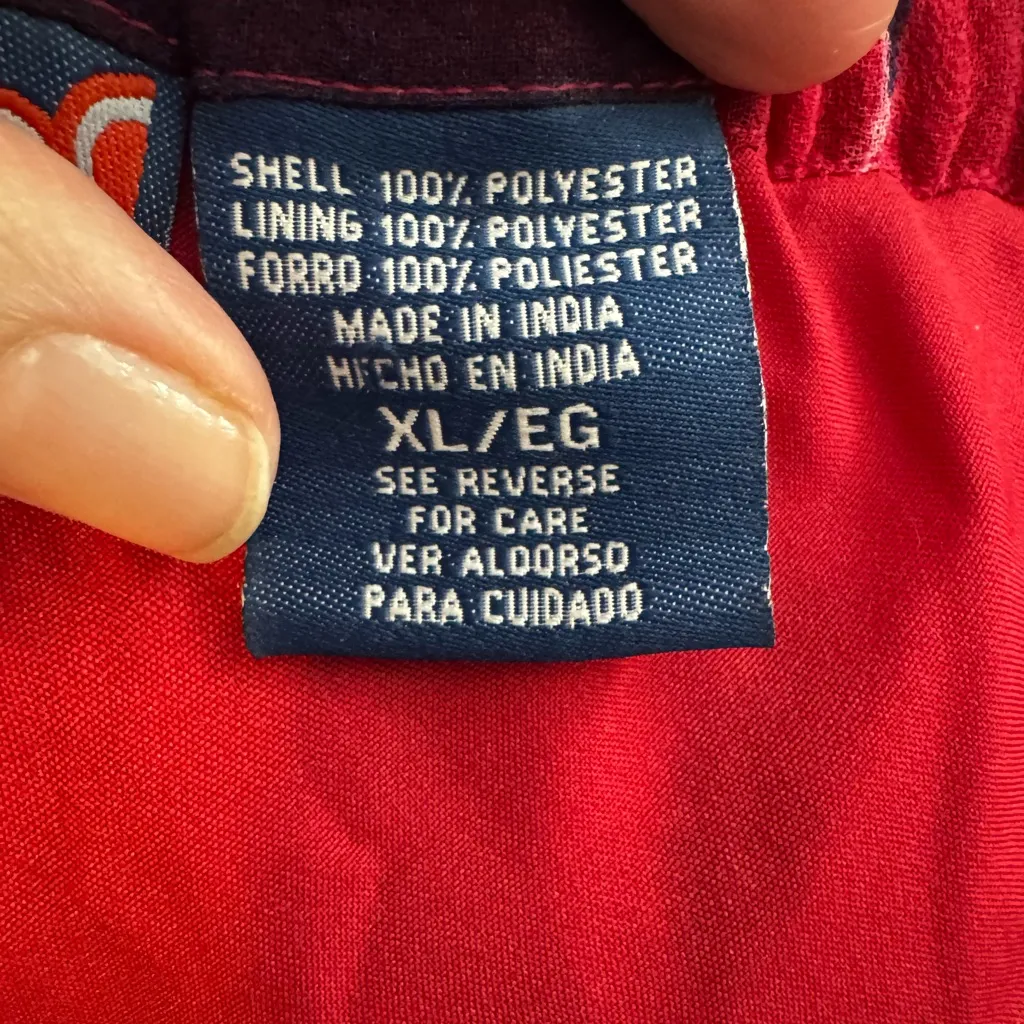 SHELL 100% POLYESTER
LINING 100% POLYESTER
FORRO 100% POLIESTER
MADE IN INDIA
HECHO EN INDIA
XL/EG
SEE REVERSE
FOR CARE
VER ALDORSO
PARA CUIDADO